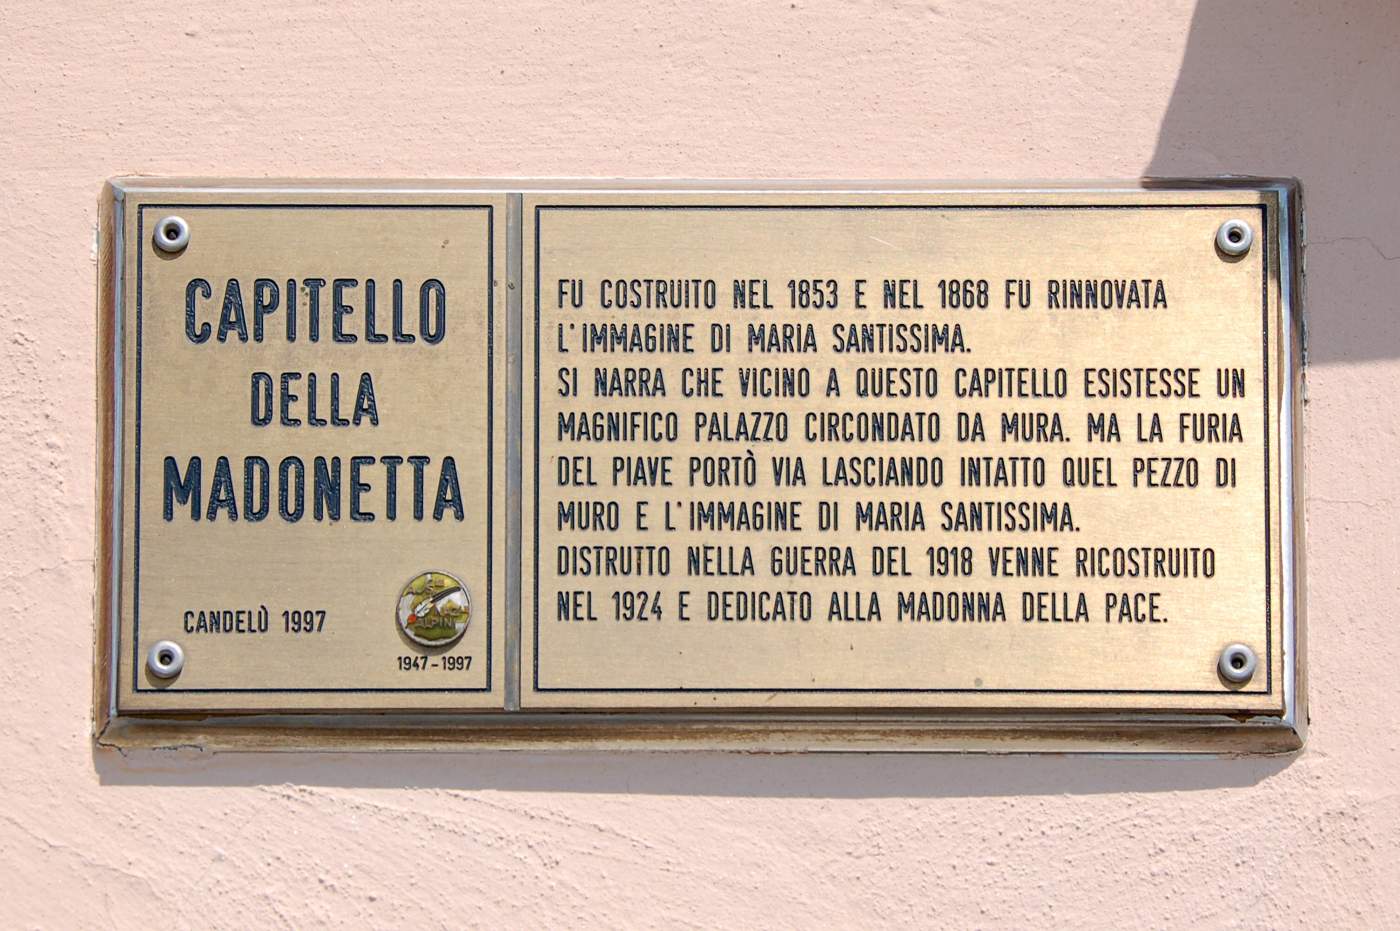 CAPITELLO
DELLA
MADONETTA
CANDELÙ 1997
ALPINI
1947-1997
FU COSTRUITO NEL 1853 E NEL 1868 FU RINNOVATA
L'IMMAGINE DI MARIA SANTISSIMA.
SI NARRA CHE VICINO A QUESTO CAPITELLO ESISTESSE UN
MAGNIFICO PALAZZO CIRCONDATO DA MURA. MA LA FURIA
DEL PIAVE PORTÒ VIA LASCIANDO INTATTO QUEL PEZZO DI
MURO E L'IMMAGINE DI MARIA SANTISSIMA.
DISTRUTTO NELLA GUERRA DEL 1918 VENNE RICOSTRUITO
NEL 1924 E DEDICATO ALLA MADONNA DELLA PACE.